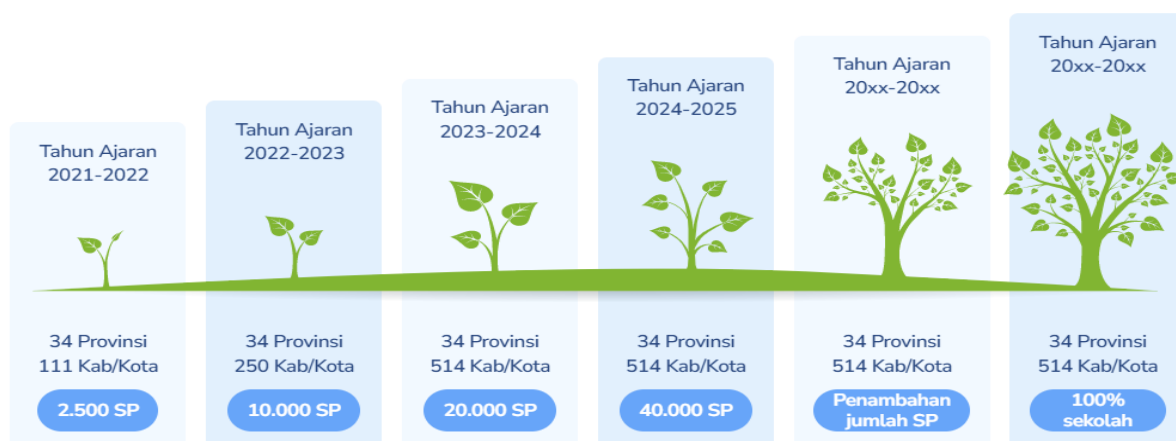 Tahun Ajaran
2021-2022
34 Provinsi
111 Kab/Kota
2.500 SP
Tahun Ajaran
2022-2023
34 Provinsi
250 Kab/Kota
10.000 SP
Tahun Ajaran
2023-2024
34 Provinsi
514 Kab/Kota
20.000 SP
Tahun Ajaran
2024-2025
34 Provinsi
514 Kab/Kota
40.000 SP
Tahun Ajaran
20xx-20xx
34 Provinsi
514 Kab/Kota
Penambahan
jumlah SP
Tahun Ajaran
20xx-20xx
34 Provinsi
514 Kab/Kota
100%
sekolah